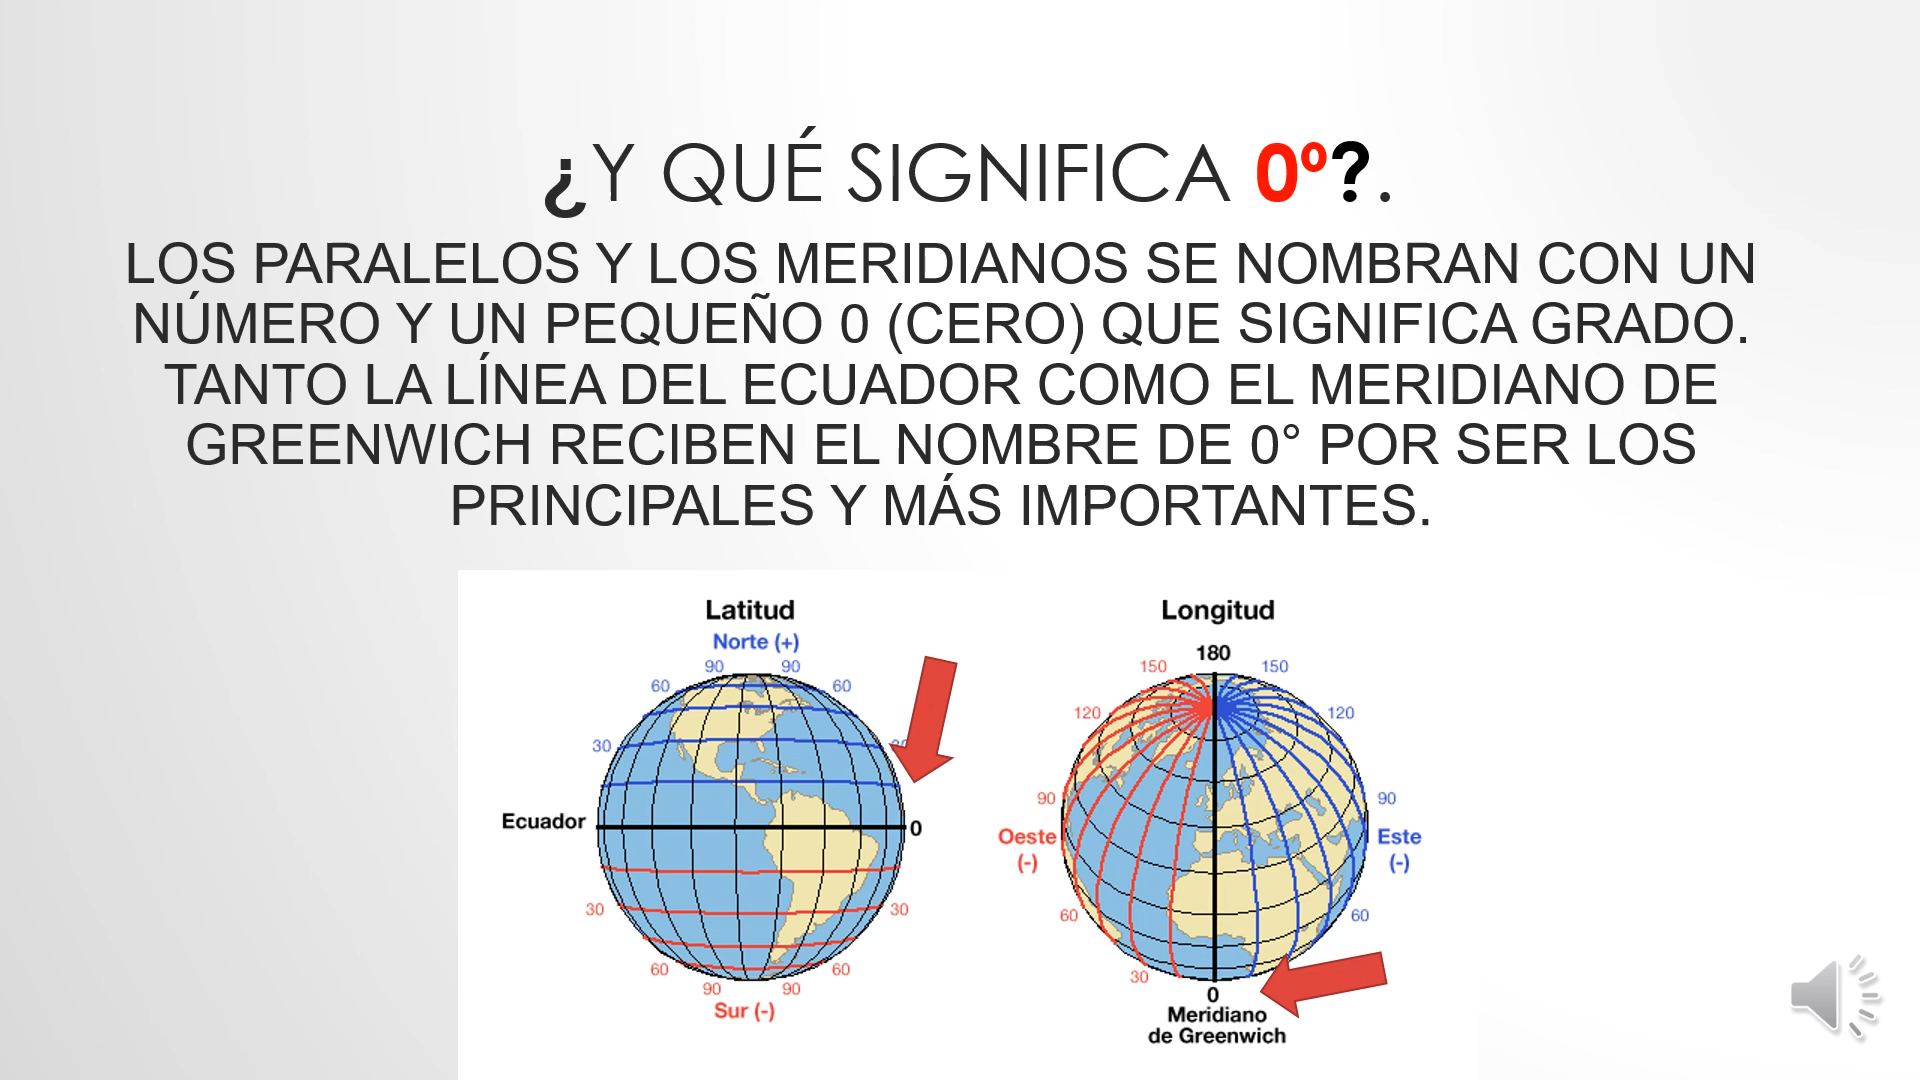 ¿Y QUÉ SIGNIFICA 0º?.
LOS PARALELOS Y LOS MERIDIANOS SE NOMBRAN CON UN
NÚMERO Y UN PEQUEÑO 0 (CERO) QUE SIGNIFICA GRADO.
TANTO LA LÍNEA DEL ECUADOR COMO EL MERIDIANO DE
GREENWICH RECIBEN EL NOMBRE DE 0° POR SER LOS
PRINCIPALES Y MÁS IMPORTANTES.
Latitud
Norte (+)
90 90
60 60
30
Ecuador 0
30 30
60 60
90 90
Sur (-)
Longitud
180
150 150
120 120
90 90
Oeste Este
(-) (-)
60 60
30
0
Meridiano
de Greenwich